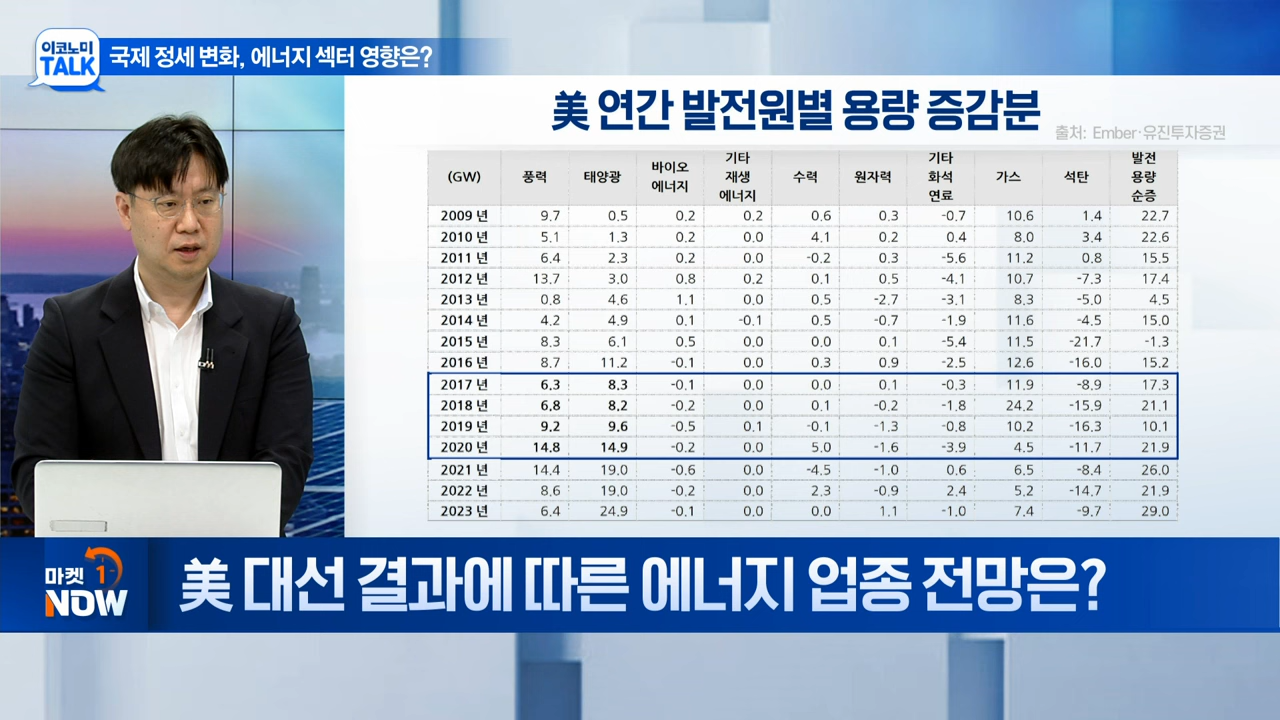 이코노미
TALK
국제 정세 변화, 에너지 섹터 영향은?
美 연간 발전원별 용량 증감분
출처: Ember·유진투자증권
(GW) 풍력 태양광 바이오 에너지 기타 재생 에너지 수력 원자력 기타 화석 연료 가스 석탄 발전 용량 순증
2009 년 9.7 0.5 0.2 0.2 0.6 0.3 -0.7 10.6 1.4 22.7
2010 년 5.1 1.3 0.2 0.0 4.1 0.2 0.4 8.0 3.4 22.6
2011 년 6.4 2.3 0.2 0.0 -0.2 0.3 -5.6 11.2 0.8 15.5
2012 년 13.7 3.0 0.8 0.2 0.1 0.5 -4.1 10.7 -7.3 17.4
2013 년 0.8 4.6 1.1 0.0 0.5 -2.7 -3.1 8.3 -5.0 4.5
2014 년 4.2 4.9 0.1 -0.1 0.5 -0.7 -1.9 11.6 -4.5 15.0
2015 년 8.3 6.1 0.5 0.0 0.0 0.1 -5.4 11.5 -21.7 -1.3
2016 년 8.7 11.2 -0.1 0.0 0.3 0.9 -2.5 12.6 -16.0 15.2
2017 년 6.3 8.3 -0.1 0.0 0.0 0.1 -0.3 11.9 -8.9 17.3
2018 년 6.8 8.2 -0.2 0.0 0.1 -0.2 -1.8 24.2 -15.9 21.1
2019 년 9.2 9.6 -0.5 0.1 -0.1 -1.3 -0.8 10.2 -16.3 10.1
2020 년 14.8 14.9 -0.2 0.0 5.0 -1.6 -3.9 4.5 -11.7 21.9
2021 년 14.4 19.0 -0.6 0.0 -4.5 -1.0 0.6 6.5 -8.4 26.0
2022 년 8.6 19.0 -0.2 0.0 2.3 -0.9 2.4 5.2 -14.7 21.9
2023 년 6.4 24.9 -0.1 0.0 0.0 1.1 -1.0 7.4 -9.7 29.0
마켓 1
NOW
美 대선 결과에 따른 에너지 업종 전망은?